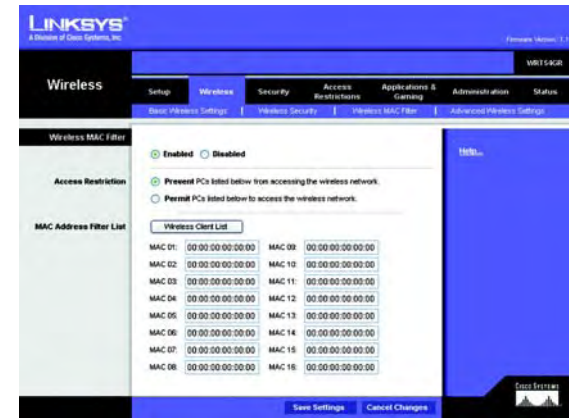 LINKSYS®
A Division of Cisco Systems, Inc.
Firmware Version: 1.1
WRT54GR
Wireless
Setup Wireless Security Access Restrictions Applications & Gaming Administration Status
Basic Wireless Settings | Wireless Security | Wireless MAC Filter | Advanced Wireless Settings
Wireless MAC Filter
Enabled Disabled
Help...
Access Restriction
Prevent PCs listed below from accessing the wireless network.
Permit PCs listed below to access the wireless network.
MAC Address Filter List
Wireless Client List
MAC 01: 00:00:00:00:00:00 MAC 09: 00:00:00:00:00:00
MAC 02: 00:00:00:00:00:00 MAC 10: 00:00:00:00:00:00
MAC 03: 00:00:00:00:00:00 MAC 11: 00:00:00:00:00:00
MAC 04: 00:00:00:00:00:00 MAC 12: 00:00:00:00:00:00
MAC 05: 00:00:00:00:00:00 MAC 13: 00:00:00:00:00:00
MAC 06: 00:00:00:00:00:00 MAC 14: 00:00:00:00:00:00
MAC 07: 00:00:00:00:00:00 MAC 15: 00:00:00:00:00:00
MAC 08: 00:00:00:00:00:00 MAC 16: 00:00:00:00:00:00
Save Settings Cancel Changes
CISCO SYSTEMS